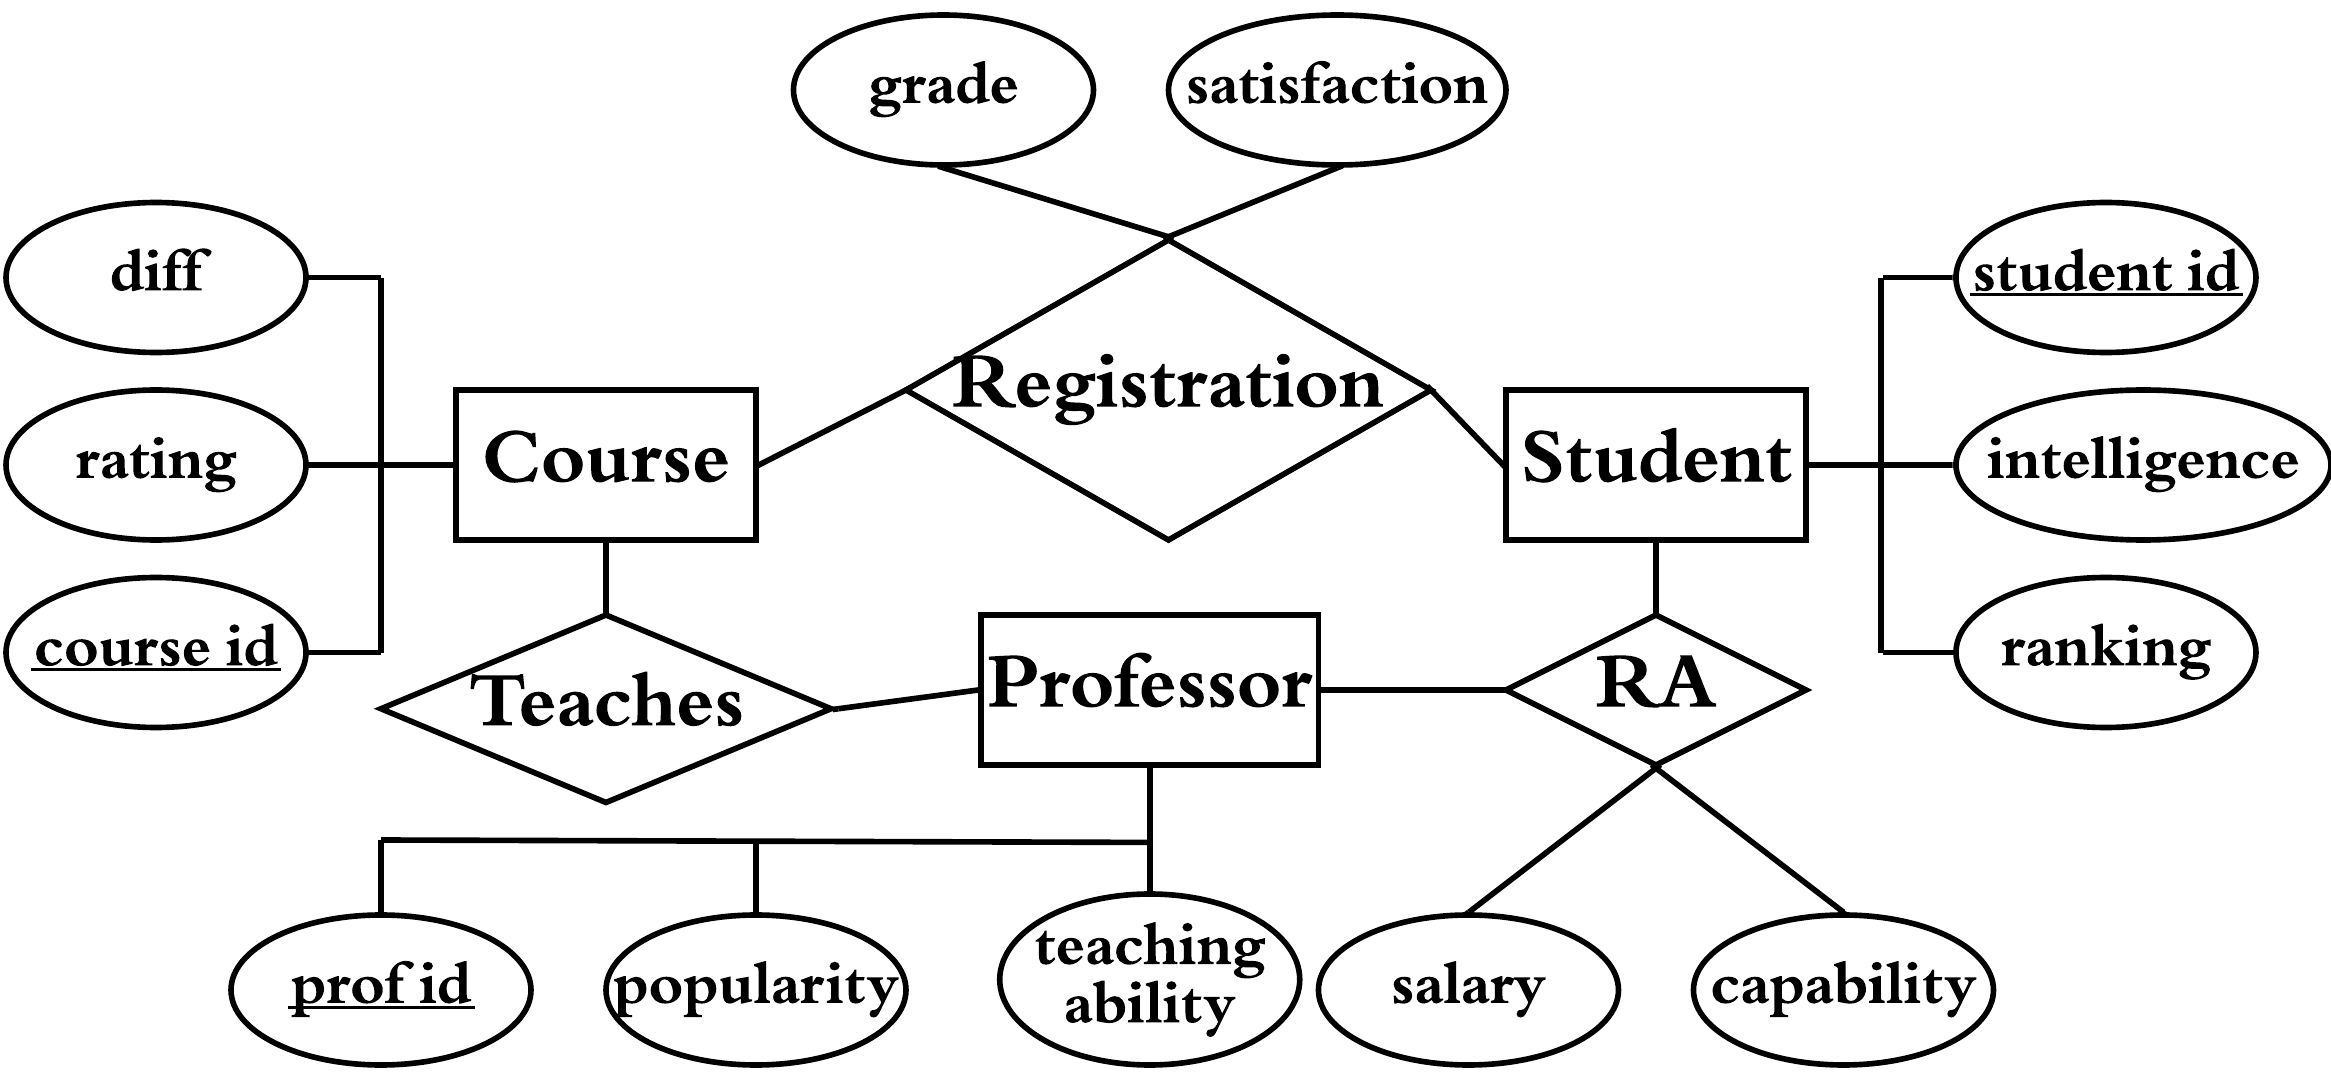 grade
satisfaction
diff
student id
Registration
rating
Course
Student
intelligence
course id
Teaches
Professor
RA
ranking
prof id
popularity
teaching
ability
salary
capability